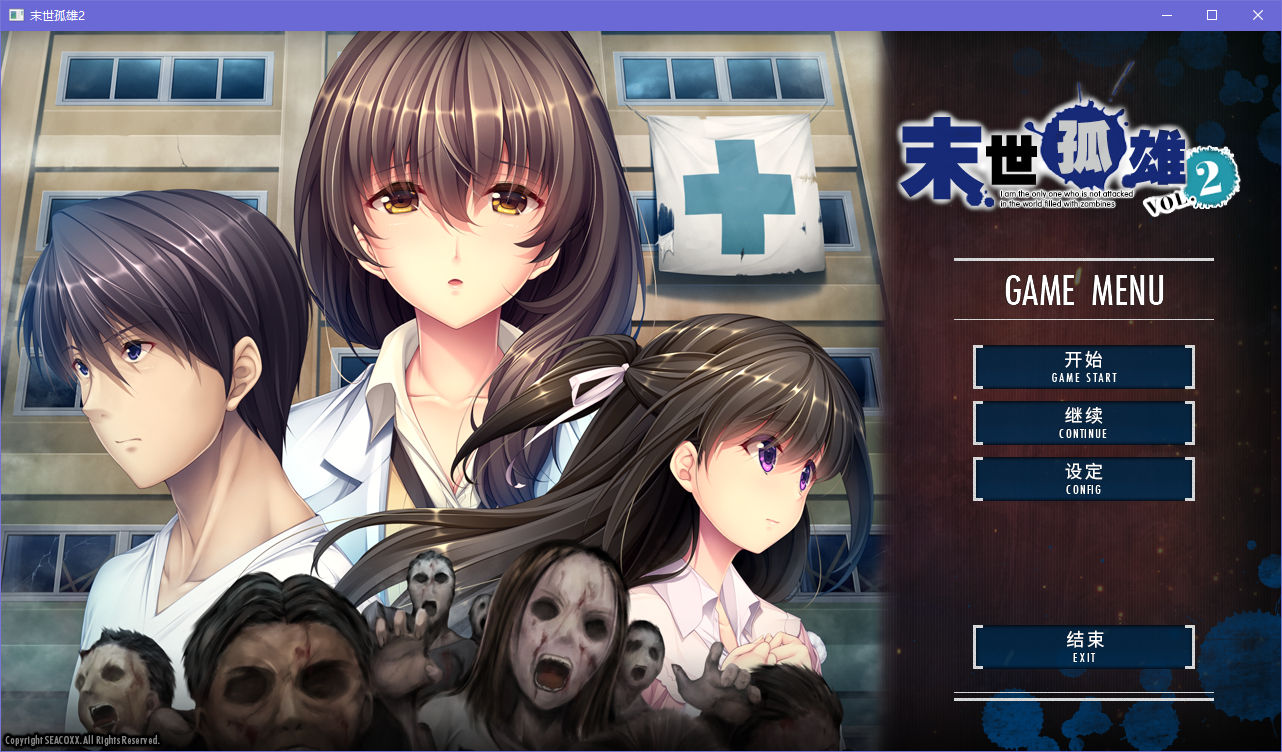 末世孤雄2
末世孤雄
I am the only one who is not attacked
in the world filled with zombines
VOL.2
GAME MENU
开始
GAME START
继续
CONTINUE
设定
CONFIG
结束
EXIT
Copyright SEACOXX. All Rights Reserved.